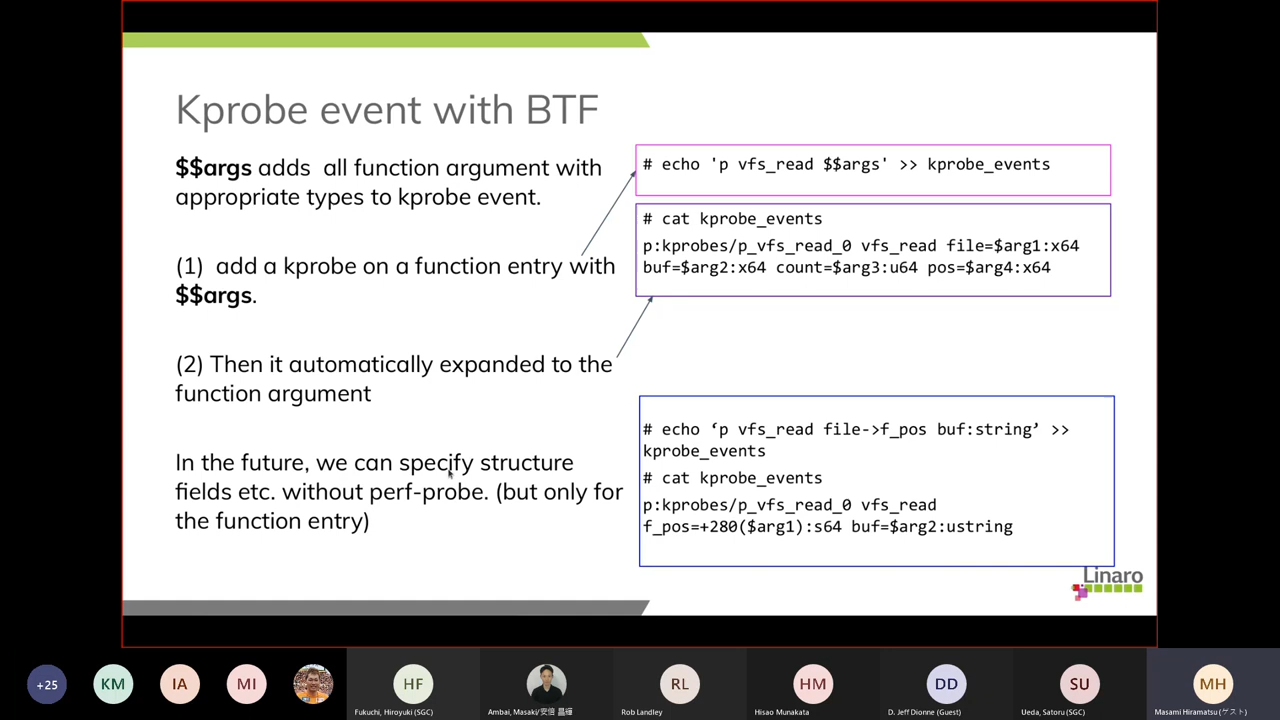 Kprobe event with BTF
$$args adds  all function argument with
appropriate types to kprobe event.
(1)  add a kprobe on a function entry with
$$args.
(2) Then it automatically expanded to the
function argument
In the future, we can specify structure
fields etc. without perf-probe. (but only for
the function entry)
# echo 'p vfs_read $$args' >> kprobe_events
# cat kprobe_events
p:kprobes/p_vfs_read_0 vfs_read file=$arg1:x64
buf=$arg2:x64 count=$arg3:u64 pos=$arg4:x64
# echo ‘p vfs_read file->f_pos buf:string’ >>
kprobe_events
# cat kprobe_events
p:kprobes/p_vfs_read_0 vfs_read
f_pos=+280($arg1):s64 buf=$arg2:ustring
Linaro
+25
KM
IA
MI
HF
RL
HM
DD
SU
MH
Fukuchi, Hiroyuki (SGC)
Ambai, Masaki/安倍 昌輝
Rob Landley
Hisao Munakata
D. Jeff Dionne (Guest)
Ueda, Satoru (SGC)
Masami Hiramatsu (ゲスト)